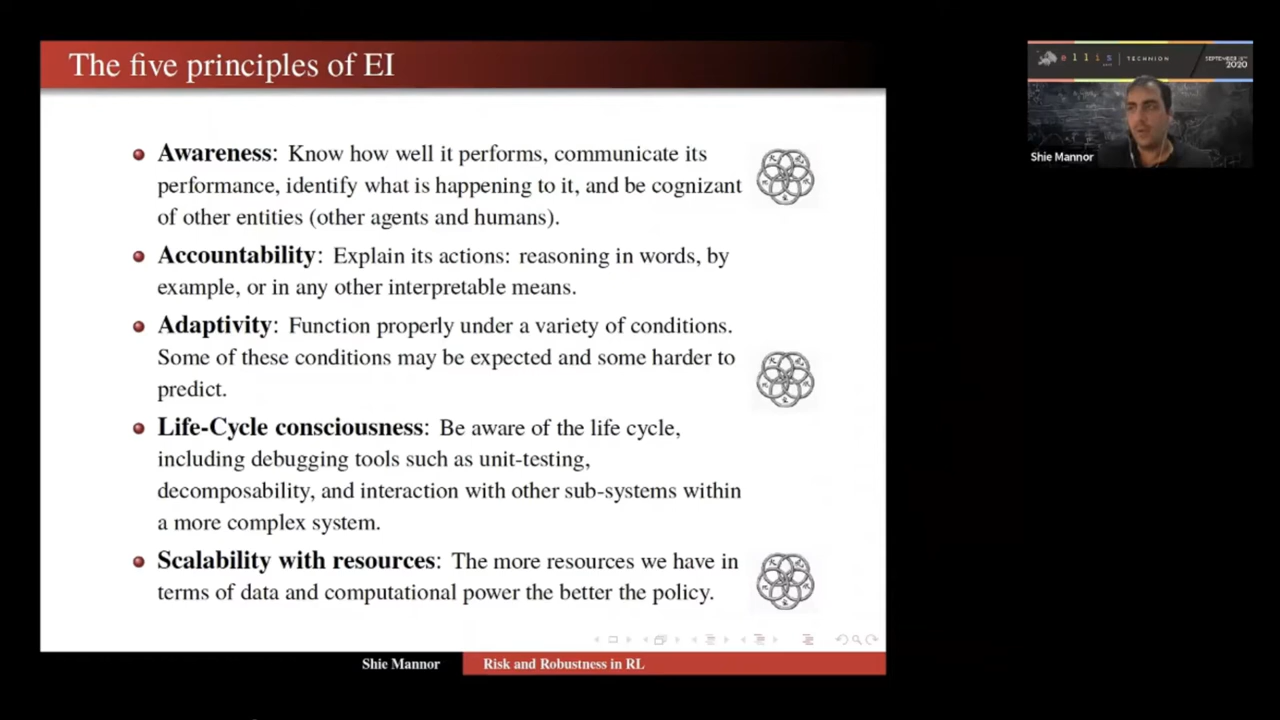 The five principles of EI
Awareness: Know how well it performs, communicate its
performance, identify what is happening to it, and be cognizant
of other entities (other agents and humans).
Accountability: Explain its actions: reasoning in words, by
example, or in any other interpretable means.
Adaptivity: Function properly under a variety of conditions.
Some of these conditions may be expected and some harder to
predict.
Life-Cycle consciousness: Be aware of the life cycle,
including debugging tools such as unit-testing,
decomposability, and interaction with other sub-systems within
a more complex system.
Scalability with resources: The more resources we have in
terms of data and computational power the better the policy.
Shie Mannor
Risk and Robustness in RL
ellis
TECHNION
SEPTEMBER
2020
Shie Mannor